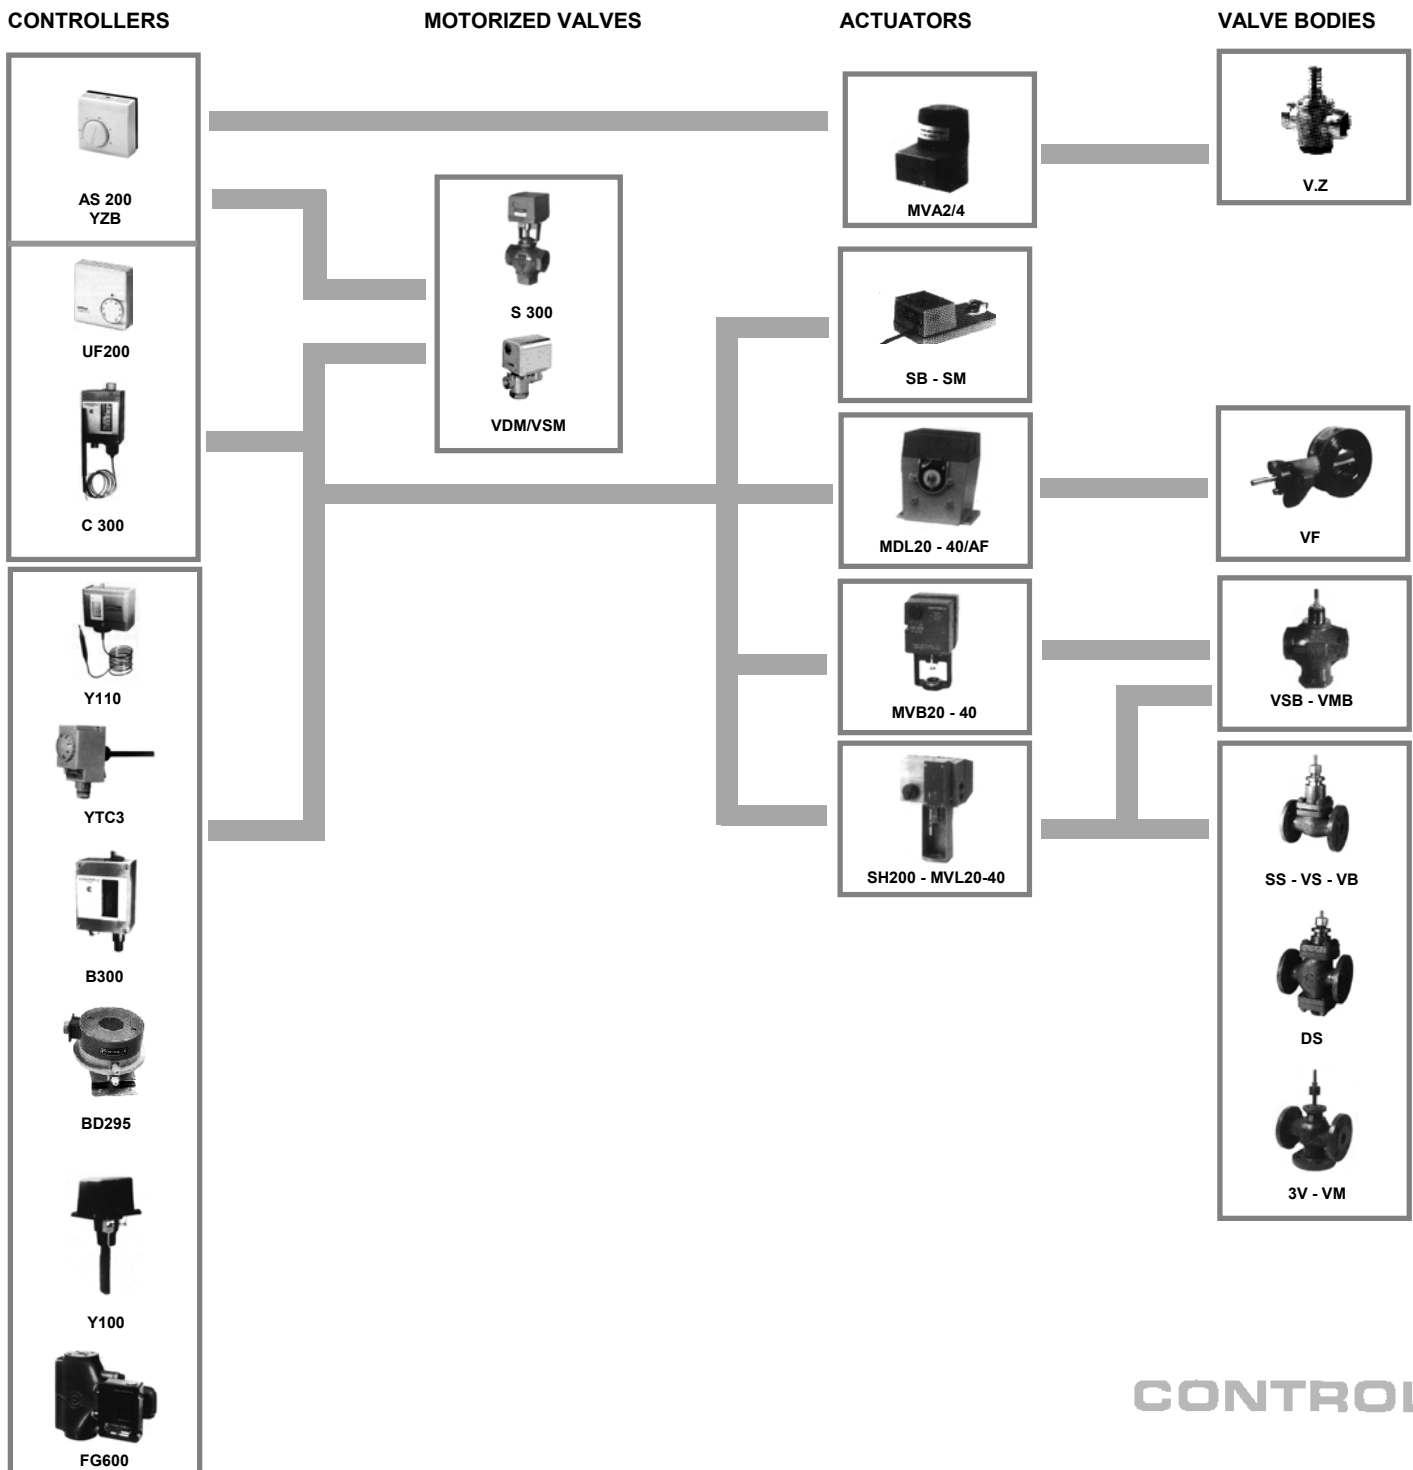 CONTROLLERS
MOTORIZED VALVES
ACTUATORS
VALVE BODIES
AS 200
YZB
UF200
C 300
Y110
YTC3
B300
BD295
Y100
FG600
S 300
VDM/VSM
MVA2/4
SB - SM
MDL20 - 40/AF
MVB20 - 40
SH200 - MVL20-40
V.Z
VF
VSB - VMB
SS - VS - VB
DS
3V - VM
CONTROL